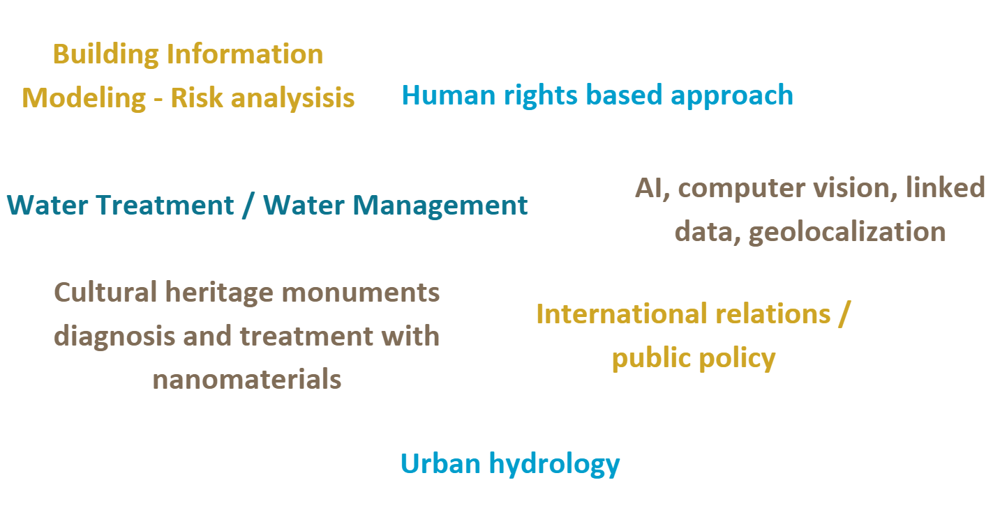 Building Information
Modeling - Risk analysisis
Human rights based approach
Water Treatment / Water Management
AI, computer vision, linked
data, geolocalization
Cultural heritage monuments
diagnosis and treatment with
nanomaterials
International relations /
public policy
Urban hydrology